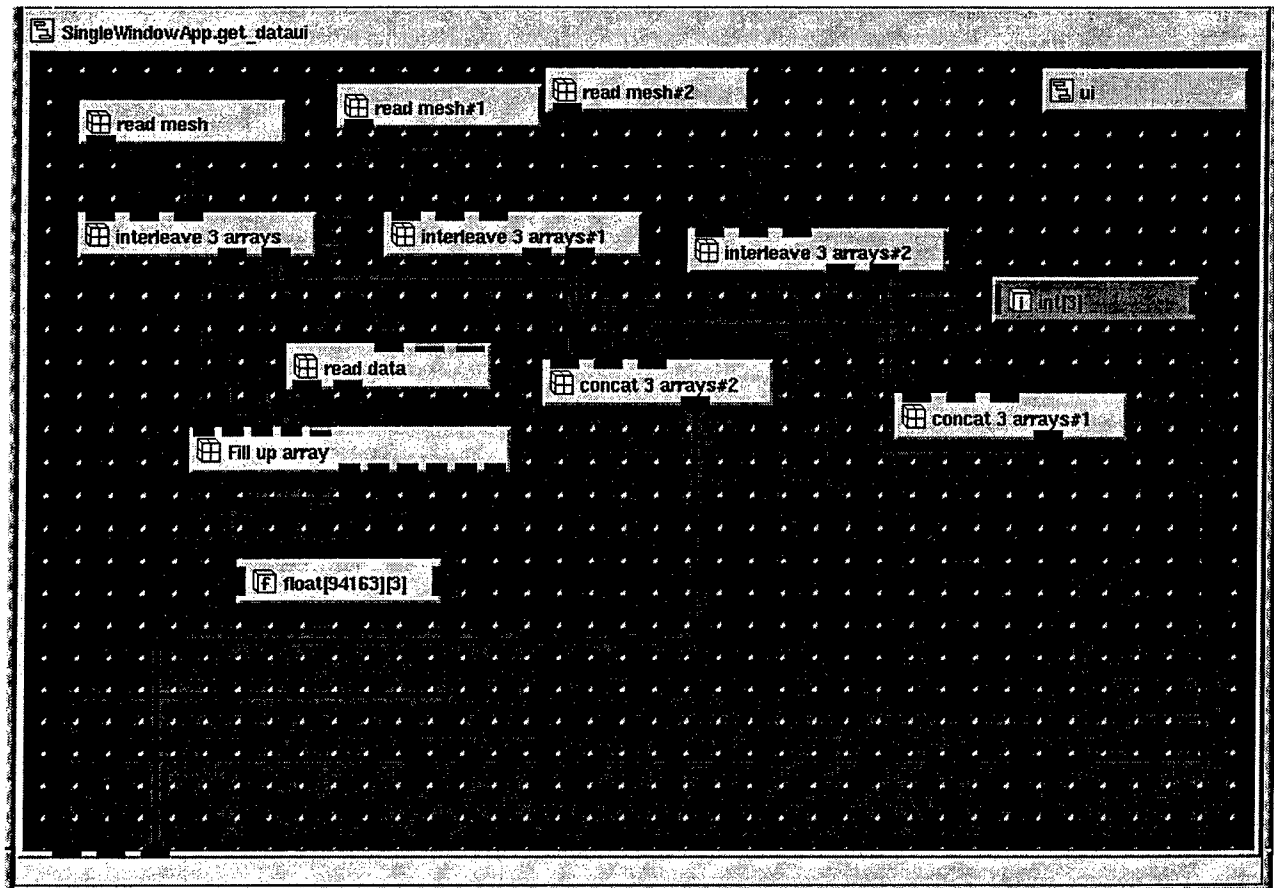 SingleWindowApp.get_dataui
read mesh
read mesh#1
read mesh#2
ui
interleave 3 arrays
interleave 3 arrays#1
interleave 3 arrays#2
i int[3]
read data
concat 3 arrays#2
concat 3 arrays#1
Fill up array
f float[94163][3]